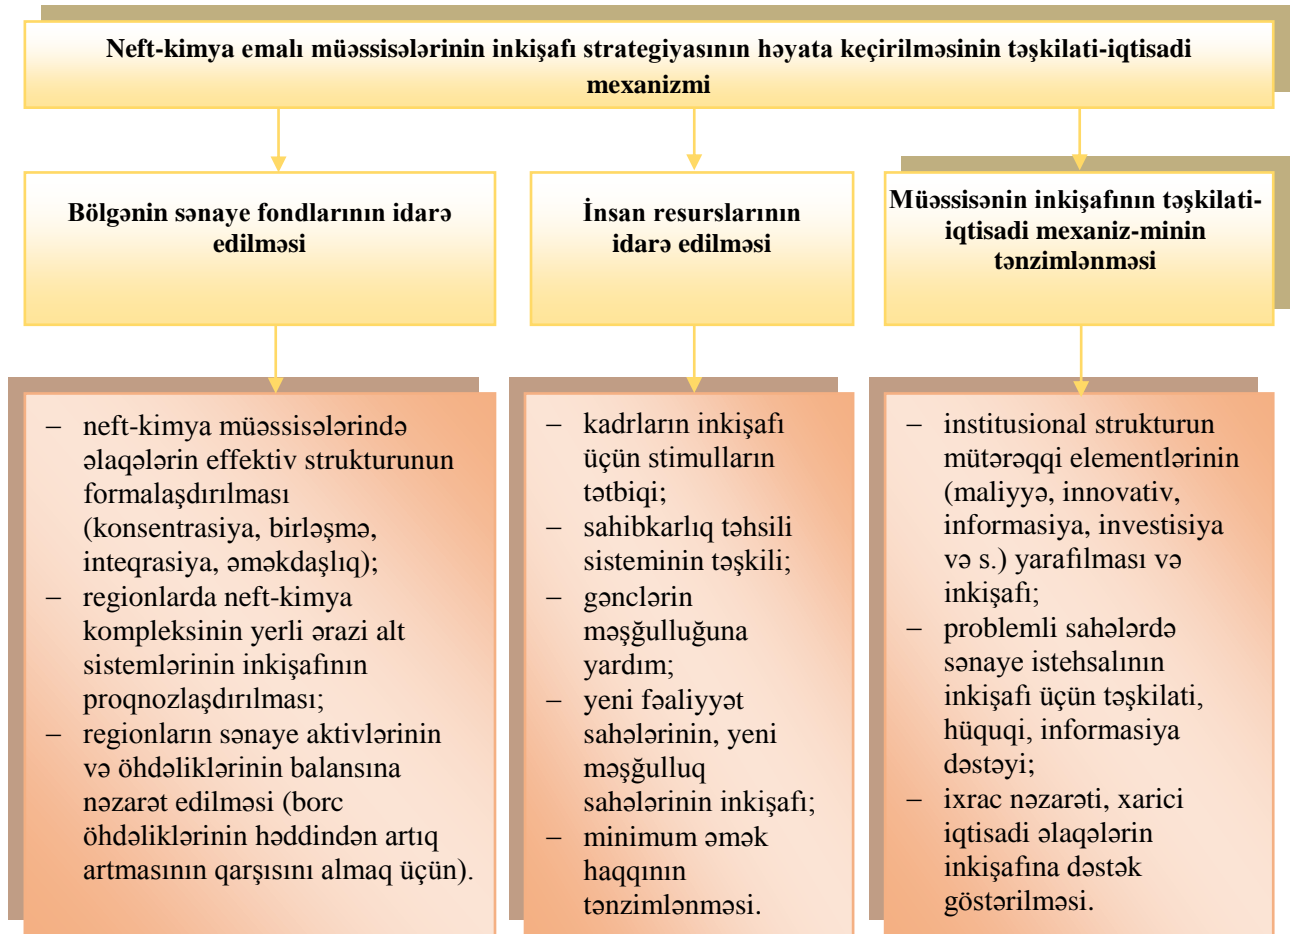 Neft-kimya emalı müəssisələrinin inkişafı strategiyasının həyata keçirilməsinin təşkilati-iqtisadi
mexanizmi
Bölgənin sənaye fondlarının idarə
edilməsi
İnsan resurslarının
idarə edilməsi
Müəssisənin inkişafının təşkilati-
iqtisadi mexaniz-minin
tənzimlənməsi
– neft-kimya müəssisələrində
əlaqələrin effektiv strukturunun
formalaşdırılması
(konsentrasiya, birləşmə,
inteqrasiya, əməkdaşlıq);
– regionlarda neft-kimya
kompleksinin yerli ərazi alt
sistemlərinin inkişafının
proqnozlaşdırılması;
– regionların sənaye aktivlərinin
və öhdəliklərinin balansına
nəzarət edilməsi (borc
öhdəliklərinin həddindən artıq
artmasının qarşısını almaq üçün).
– kadrların inkişafı
üçün stimulların
tətbiqi;
– sahibkarlıq təhsili
sisteminin təşkili;
– gənclərin
məşğulluğuna
yardım;
– yeni fəaliyyət
sahələrinin, yeni
məşğulluq
sahələrinin inkişafı;
– minimum əmək
haqqının
tənzimlənməsi.
– institusional strukturun
mütərəqqi elementlərinin
(maliyyə, innovativ,
informasiya, investisiya
və s.) yarafılması və
inkişafı;
– problemli sahələrdə
sənaye istehsalının
inkişafı üçün təşkilati,
hüquqi, informasiya
dəstəyi;
– ixrac nəzarəti, xarici
iqtisadi əlaqələrin
inkişafına dəstək
göstərilməsi.